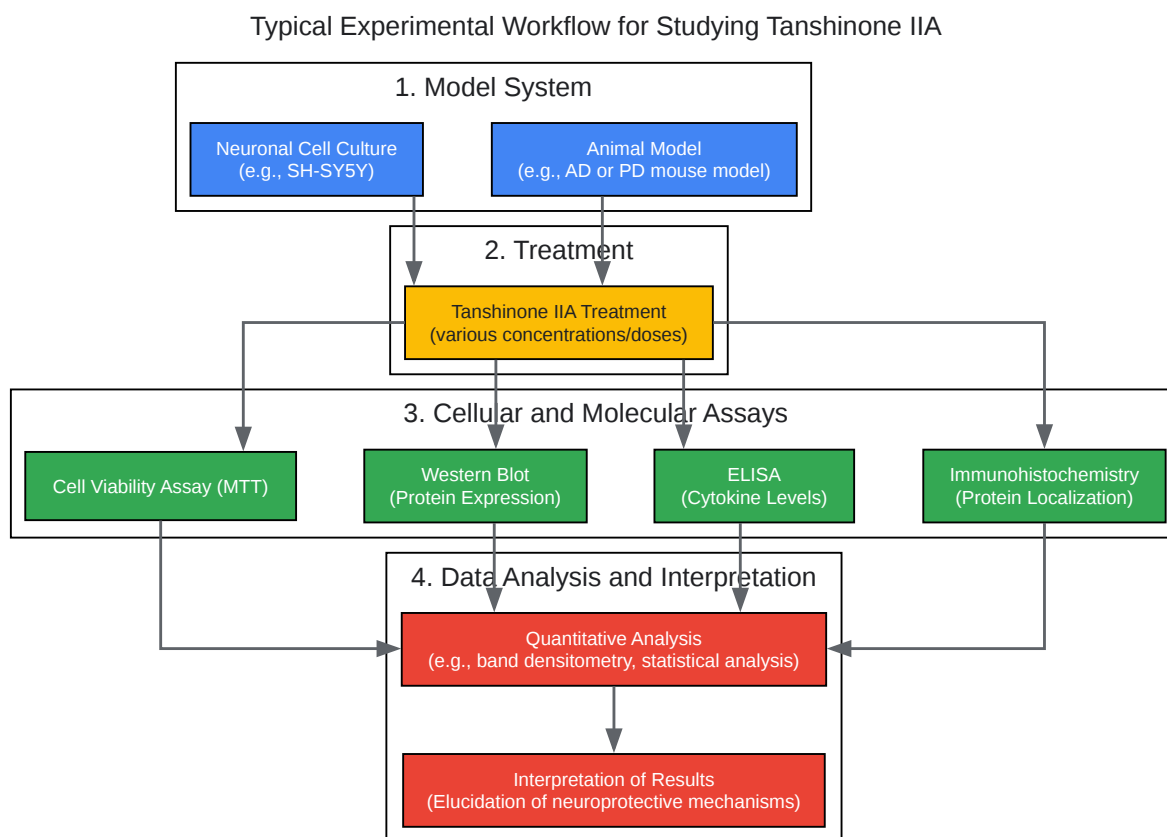 Typical Experimental Workflow for Studying Tanshinone IIA
1. Model System
Neuronal Cell Culture
(e.g., SH-SY5Y)
Animal Model
(e.g., AD or PD mouse model)
2. Treatment
Tanshinone IIA Treatment
(various concentrations/doses)
3. Cellular and Molecular Assays
Cell Viability Assay (MTT)
Western Blot
(Protein Expression)
ELISA
(Cytokine Levels)
Immunohistochemistry
(Protein Localization)
4. Data Analysis and Interpretation
Quantitative Analysis
(e.g., band densitometry, statistical analysis)
Interpretation of Results
(Elucidation of neuroprotective mechanisms)